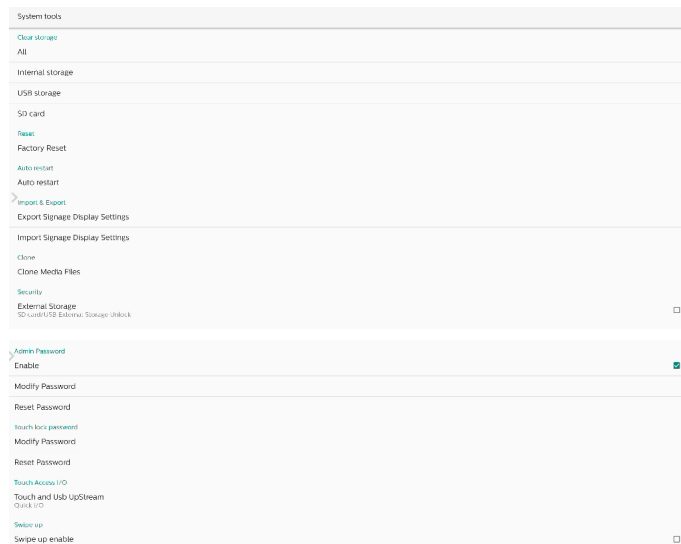 System tools
Clear storage
All
Internal storage
USB storage
SD card
Reset
Factory Reset
Auto restart
Auto restart
Import & Export
Export Signage Display Settings
Import Signage Display Settings
Clone
Clone Media Files
Security
External Storage
SD card/USB External Storage Unlock
Admin Password
Enable
Modify Password
Reset Password
Touch lock password
Modify Password
Reset Password
Touch Access I/O
Touch and Usb UpStream
Quick I/O
Swipe up
Swipe up enable